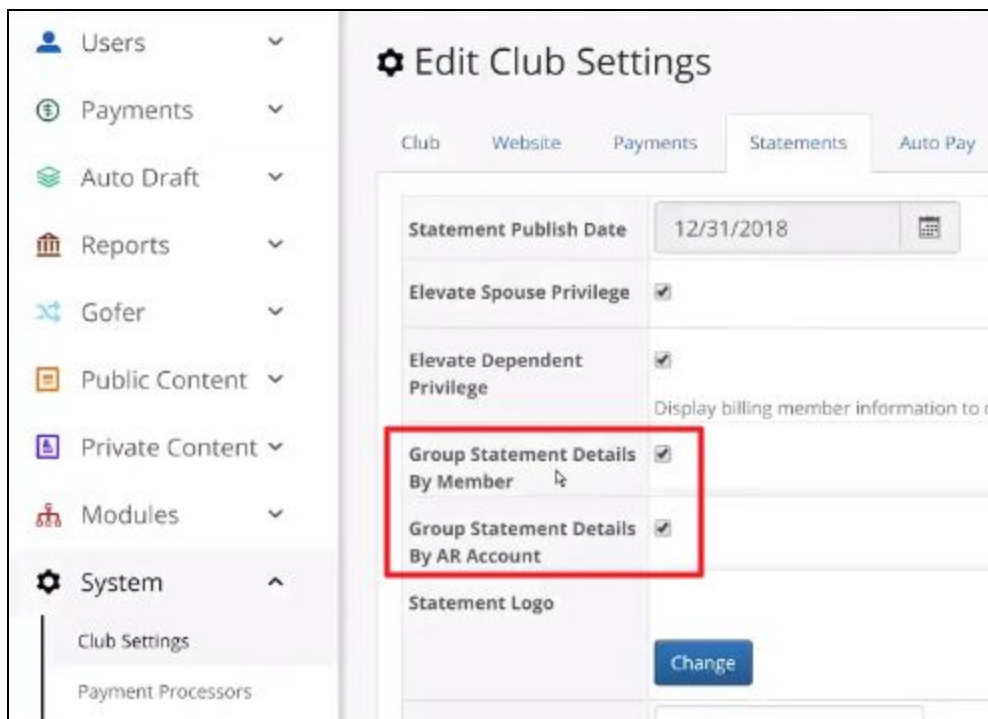 Users
Payments
Auto Draft
Reports
Gofer
Public Content
Private Content
Modules
System
Club Settings
Payment Processors
Edit Club Settings
Club Website Payments Statements Auto Pay
Statement Publish Date 12/31/2018
Elevate Spouse Privilege
Elevate Dependent
Privilege
Display billing member information to
Group Statement Details
By Member
Group Statement Details
By AR Account
Statement Logo
Change